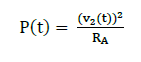 P(t) = (v₂(t))² / R_A